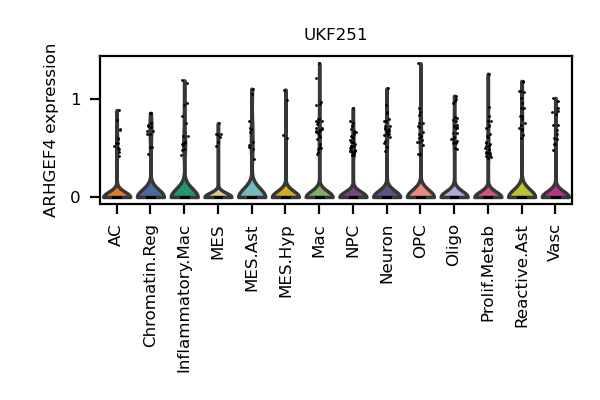 UKF251
ARHGEF4 expression
1
0
AC
Chromatin.Reg
Inflammatory.Mac
MES
MES.Ast
MES.Hyp
Mac
NPC
Neuron
OPC
Oligo
Prolif.Metab
Reactive.Ast
Vasc